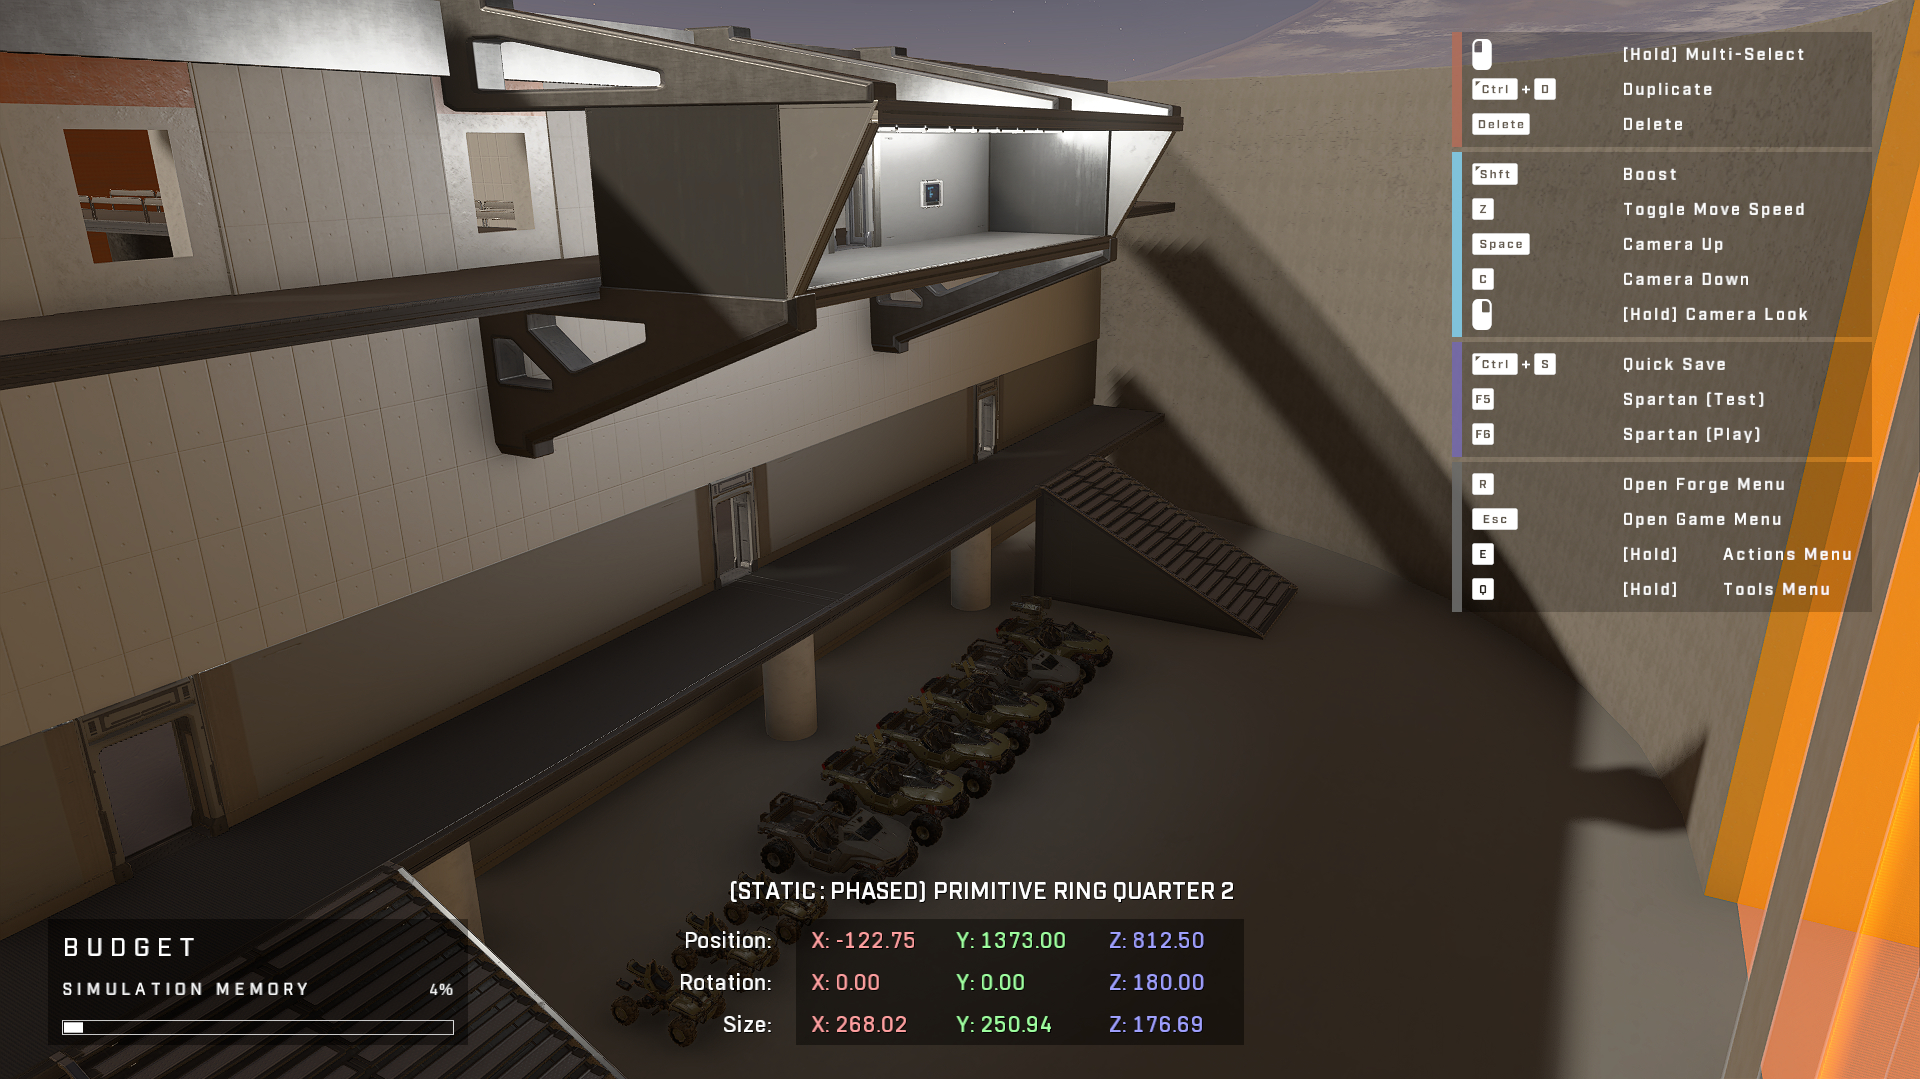 [Hold] Multi-Select
Ctrl + D Duplicate
Delete Delete
Shft Boost
Z Toggle Move Speed
Space Camera Up
C Camera Down
[Hold] Camera Look
Ctrl + S Quick Save
F5 Spartan (Test)
F6 Spartan (Play)
R Open Forge Menu
Esc Open Game Menu
E [Hold] Actions Menu
Q [Hold] Tools Menu
(STATIC : PHASED) PRIMITIVE RING QUARTER 2
Position: X: -122.75 Y: 1373.00 Z: 812.50
Rotation: X: 0.00 Y: 0.00 Z: 180.00
Size: X: 268.02 Y: 250.94 Z: 176.69
BUDGET
SIMULATION MEMORY 4%